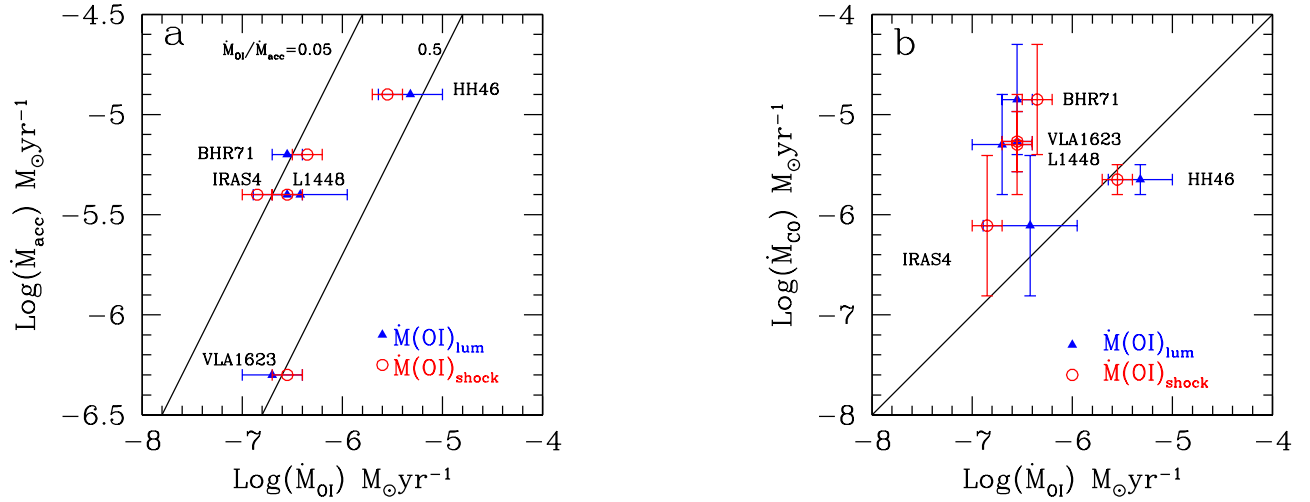 a
Ṁ_OI/Ṁ_acc=0.05
0.5
HH46
BHR71
IRAS4
L1448
VLA1623
Ṁ(OI)_lum
Ṁ(OI)_shock
Log(Ṁ_acc) M_⊙yr⁻¹
−4.5
−5
−5.5
−6
−6.5
−8
−7
−6
−5
−4
Log(Ṁ_OI) M_⊙yr⁻¹
b
BHR71
VLA1623
L1448
HH46
IRAS4
Ṁ(OI)_lum
Ṁ(OI)_shock
Log(Ṁ_CO) M_⊙yr⁻¹
−4
−5
−6
−7
−8
−8
−7
−6
−5
−4
Log(Ṁ_OI) M_⊙yr⁻¹